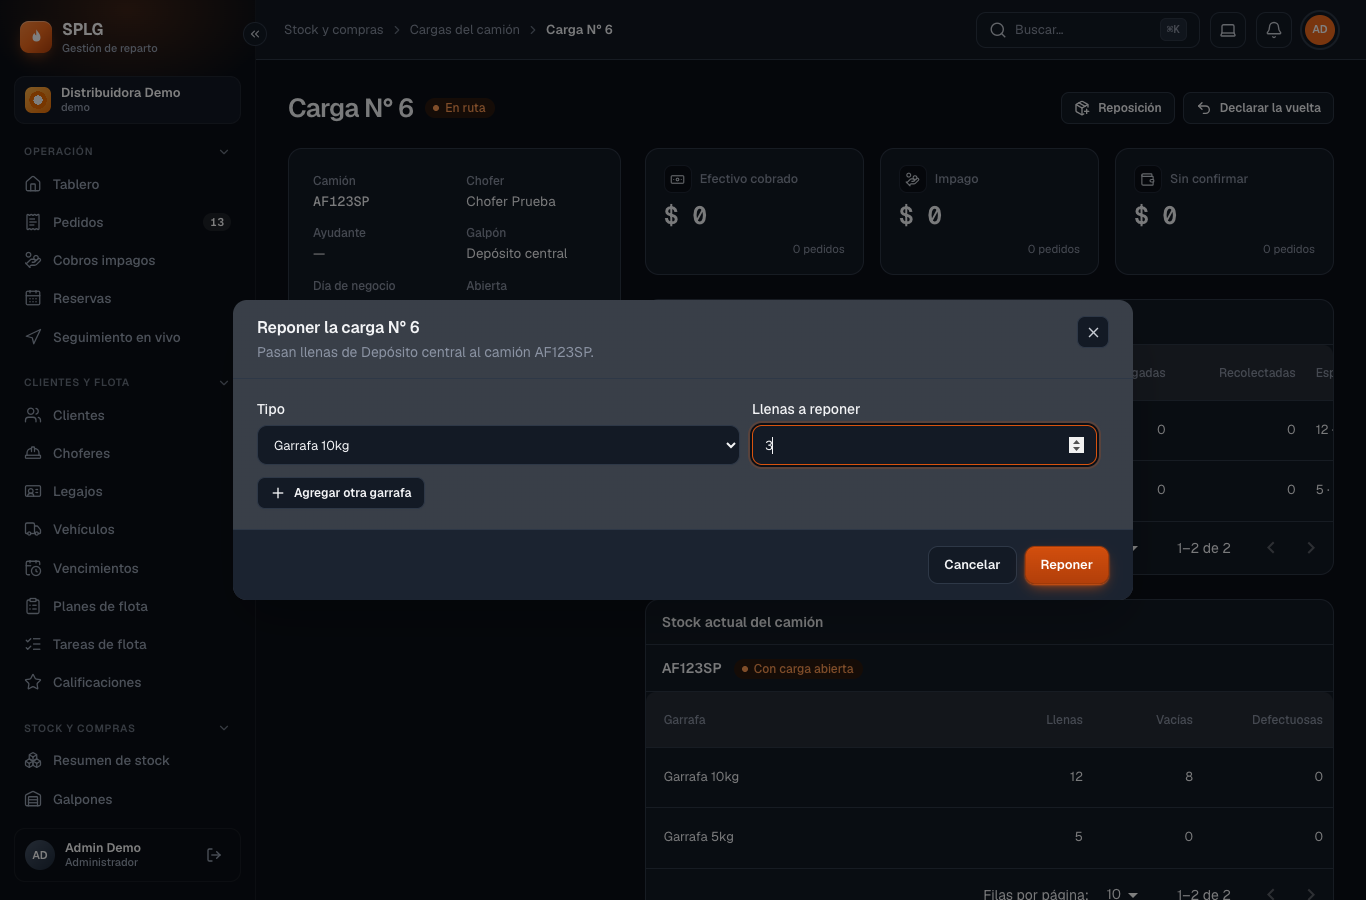 SPLG
Gestión de reparto
Distribuidora Demo
demo
OPERACIÓN
Tablero
Pedidos 13
Cobros impagos
Reservas
Seguimiento en vivo
CLIENTES Y FLOTA
Clientes
Choferes
Legajos
Vehículos
Vencimientos
Planes de flota
Tareas de flota
Calificaciones
STOCK Y COMPRAS
Resumen de stock
Galpones
AD
Admin Demo
Administrador
Stock y compras > Cargas del camión > Carga N° 6
Buscar... ⌘K
AD
Carga N° 6
En ruta
Reposición
Declarar la vuelta
Camión Chofer
AF123SP Chofer Prueba
Ayudante Galpón
— Depósito central
Día de negocio Abierta
Efectivo cobrado
$ 0
0 pedidos
Impago
$ 0
0 pedidos
Sin confirmar
$ 0
0 pedidos
Reponer la carga N° 6
Pasan llenas de Depósito central al camión AF123SP.
Tipo
Garrafa 10kg
Llenas a reponer
3
Agregar otra garrafa
Cancelar
Reponer
gadas Recolectadas Esp
0 0 12 ·
0 0 5 ·
1–2 de 2
Stock actual del camión
AF123SP Con carga abierta
Garrafa Llenas Vacías Defectuosas
Garrafa 10kg 12 8 0
Garrafa 5kg 5 0 0
Filas por página: 10 1–2 de 2